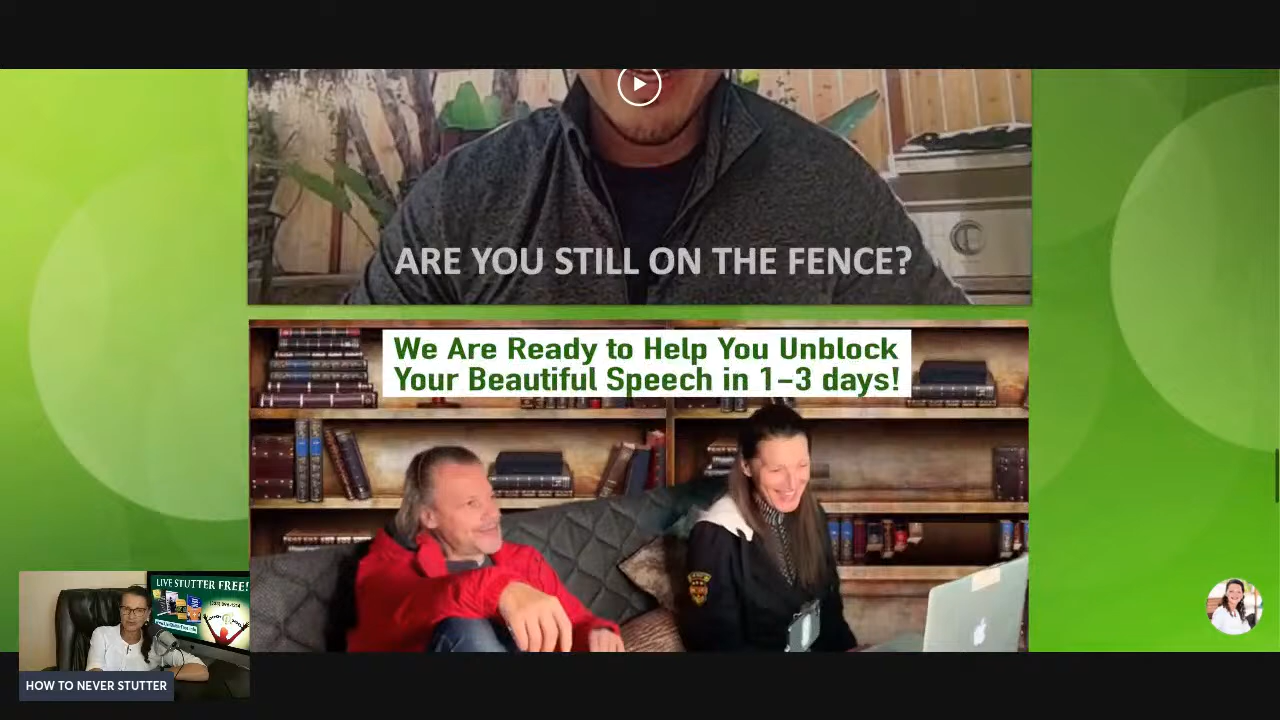 ARE YOU STILL ON THE FENCE?
We Are Ready to Help You Unblock
Your Beautiful Speech in 1–3 days!
LIVE STUTTER FREE!
HOW TO NEVER STUTTER